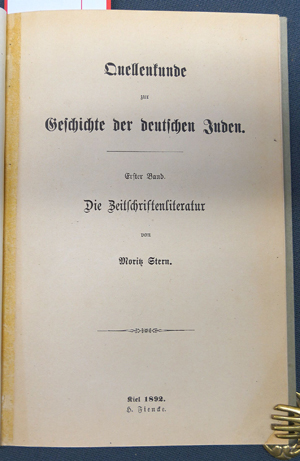 Quellenkunde
zur
Geschichte der deutschen Juden.
Erster Band.
Die Zeitschriftenliteratur
von
Moritz Stern.
Kiel 1892.
H. Fiencke.